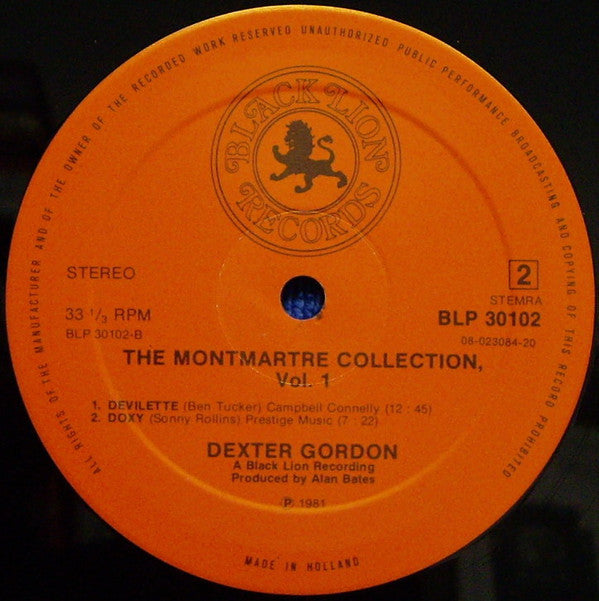 ALL RIGHTS OF THE MANUFACTURER AND OF THE OWNER OF THE RECORDED WORK RESERVED UNAUTHORIZED PUBLIC PERFORMANCE BROADCASTING AND COPYING OF THIS RECORD PROHIBITED
BLACK LION
RECORDS
STEREO
2
STEMRA
33 1/3 RPM
BLP 30102
BLP 30102-B
08-023084-20
THE MONTMARTRE COLLECTION,
Vol. 1
1. DEVILETTE (Ben Tucker) Campbell Connelly (12 : 45)
2. DOXY (Sonny Rollins) Prestige Music (7 : 22)
DEXTER GORDON
A Black Lion Recording
Produced by Alan Bates
℗ 1981
MADE IN HOLLAND